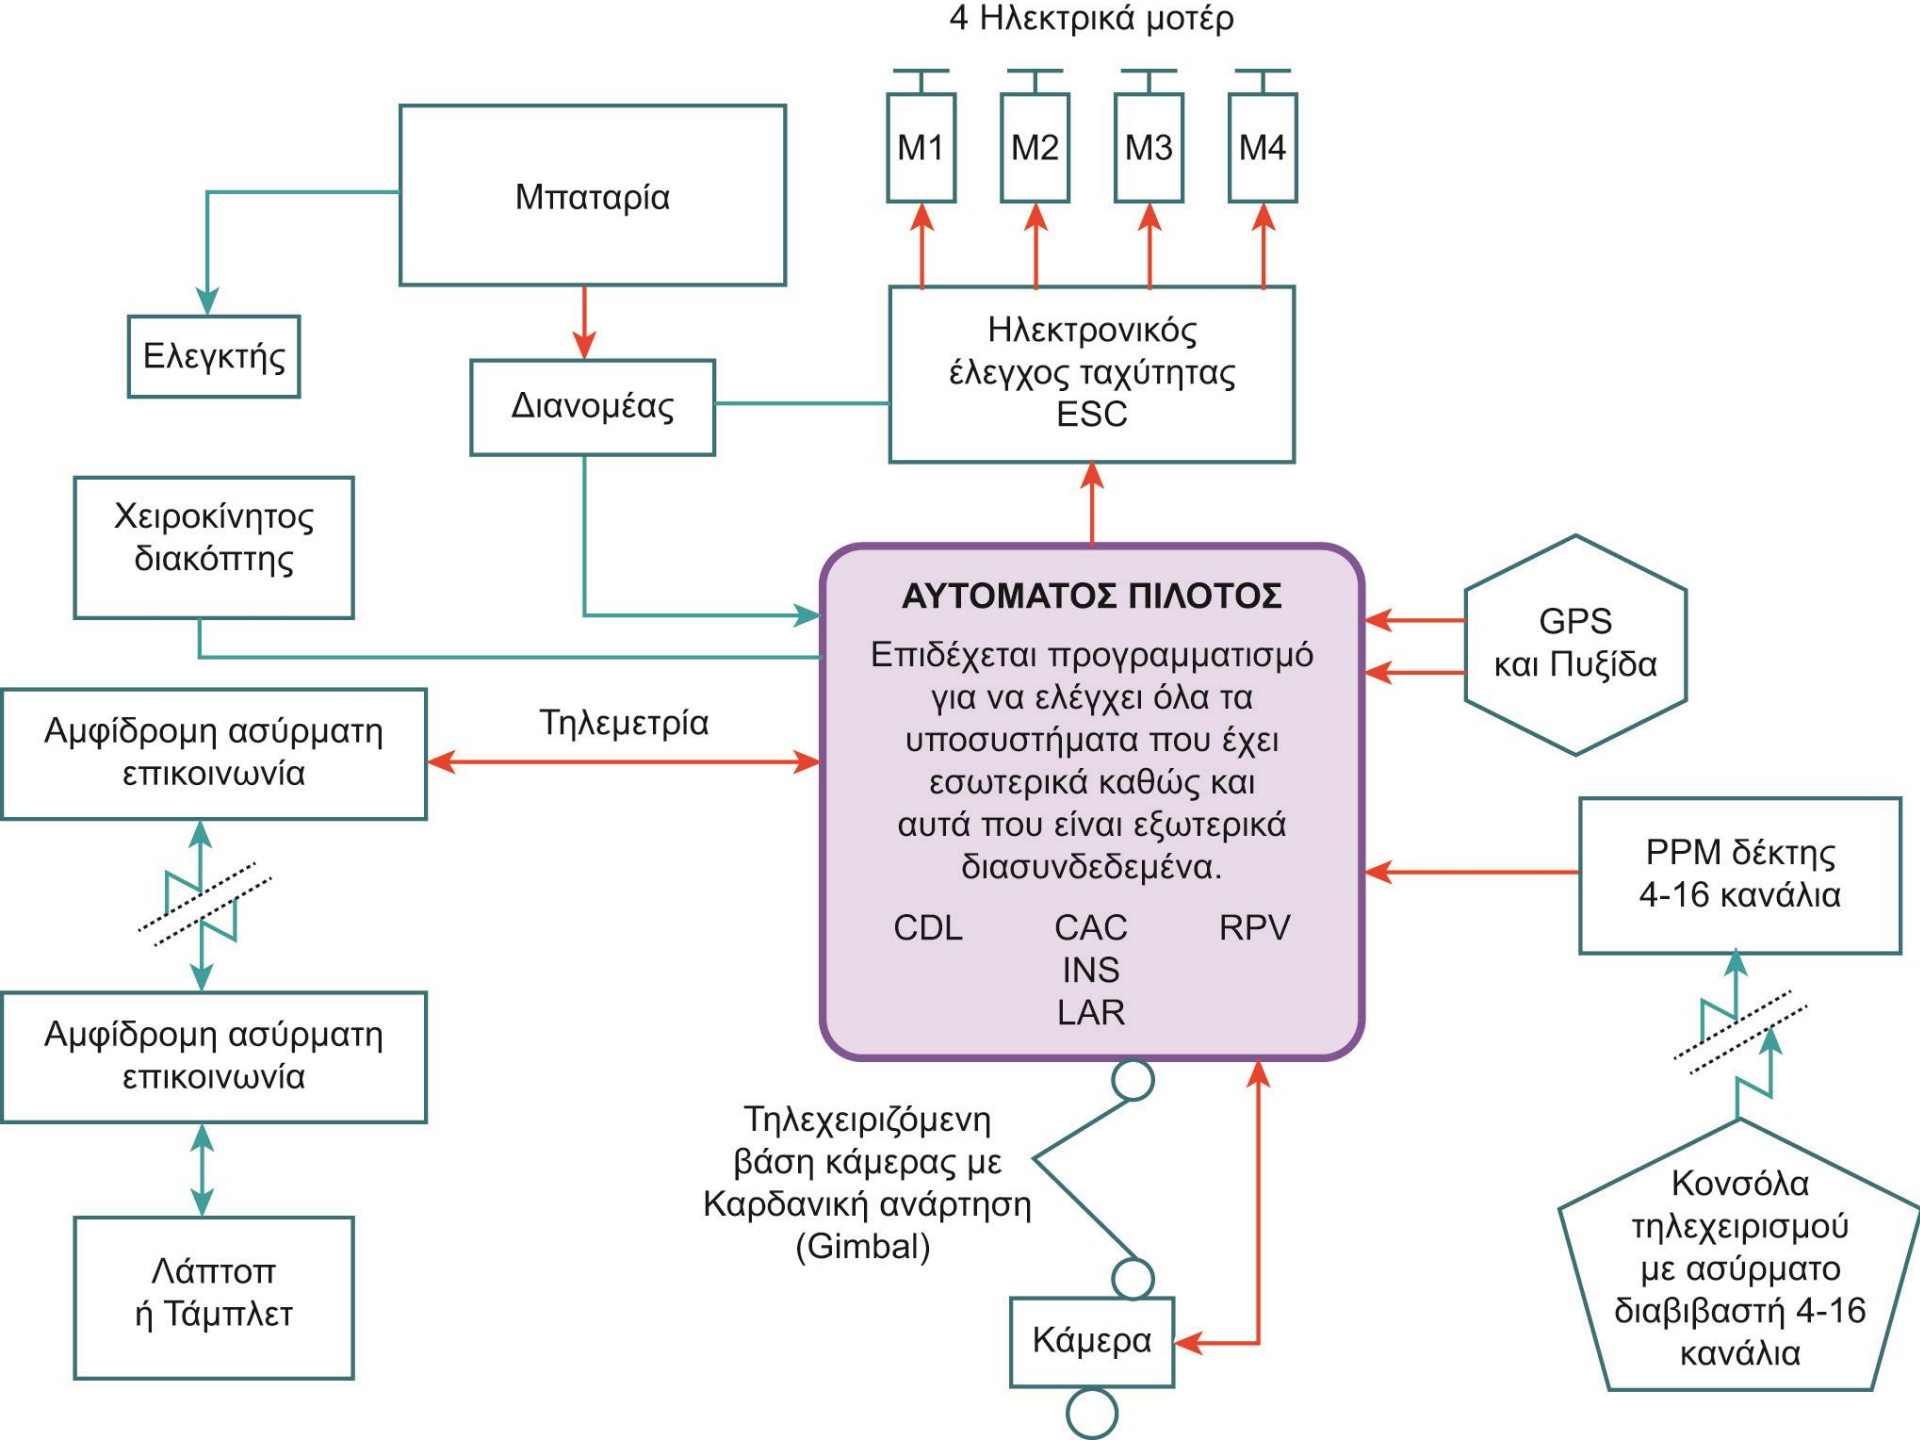 4 Ηλεκτρικά μοτέρ
M1
M2
M3
M4
Μπαταρία
Ελεγκτής
Διανομέας
Ηλεκτρονικός
έλεγχος ταχύτητας
ESC
Χειροκίνητος
διακόπτης
ΑΥΤΟΜΑΤΟΣ ΠΙΛΟΤΟΣ
Επιδέχεται προγραμματισμό
για να ελέγχει όλα τα
υποσυστήματα που έχει
εσωτερικά καθώς και
αυτά που είναι εξωτερικά
διασυνδεδεμένα.
CDL CAC RPV
INS
LAR
GPS
και Πυξίδα
Αμφίδρομη ασύρματη
επικοινωνία
Τηλεμετρία
PPM δέκτης
4-16 κανάλια
Αμφίδρομη ασύρματη
επικοινωνία
Τηλεχειριζόμενη
βάση κάμερας με
Καρδανική ανάρτηση
(Gimbal)
Λάπτοπ
ή Τάμπλετ
Κάμερα
Κονσόλα
τηλεχειρισμού
με ασύρματο
διαβιβαστή 4-16
κανάλια